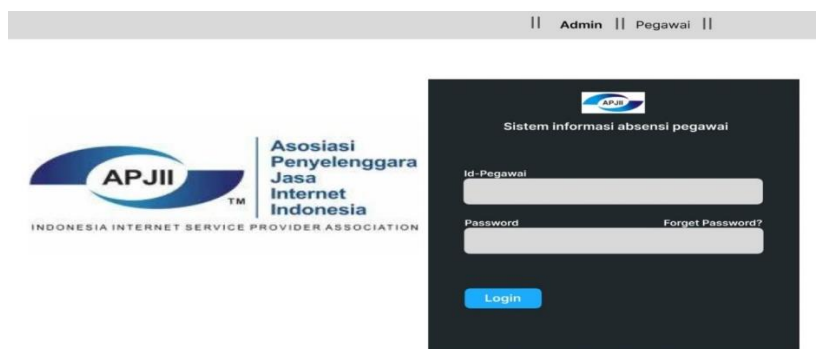 || Admin || Pegawai ||
APJII
TM
Asosiasi
Penyelenggara
Jasa
Internet
Indonesia
INDONESIA INTERNET SERVICE PROVIDER ASSOCIATION
APJII
Sistem informasi absensi pegawai
Id-Pegawai
Password Forget Password?
Login